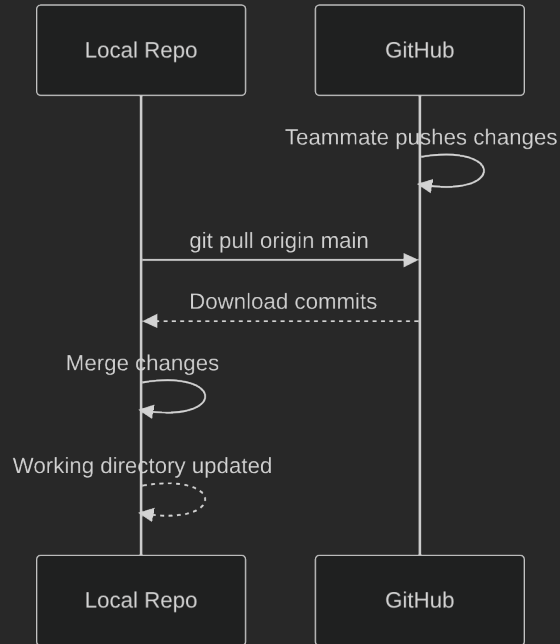 Local Repo
GitHub
Teammate pushes changes
git pull origin main
Download commits
Merge changes
Working directory updated
Local Repo
GitHub